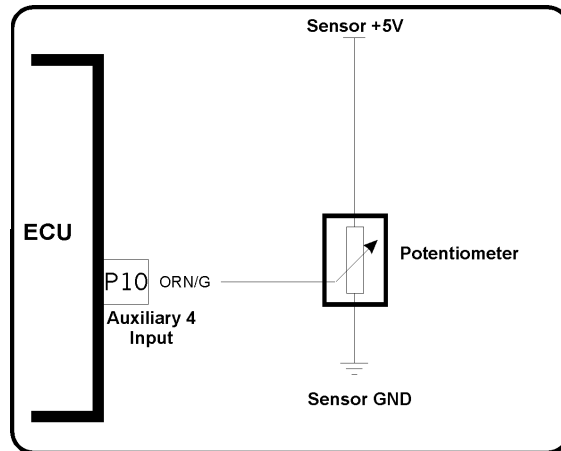 Sensor +5V
ECU
Potentiometer
P10 ORN/G
Auxiliary 4
Input
Sensor GND